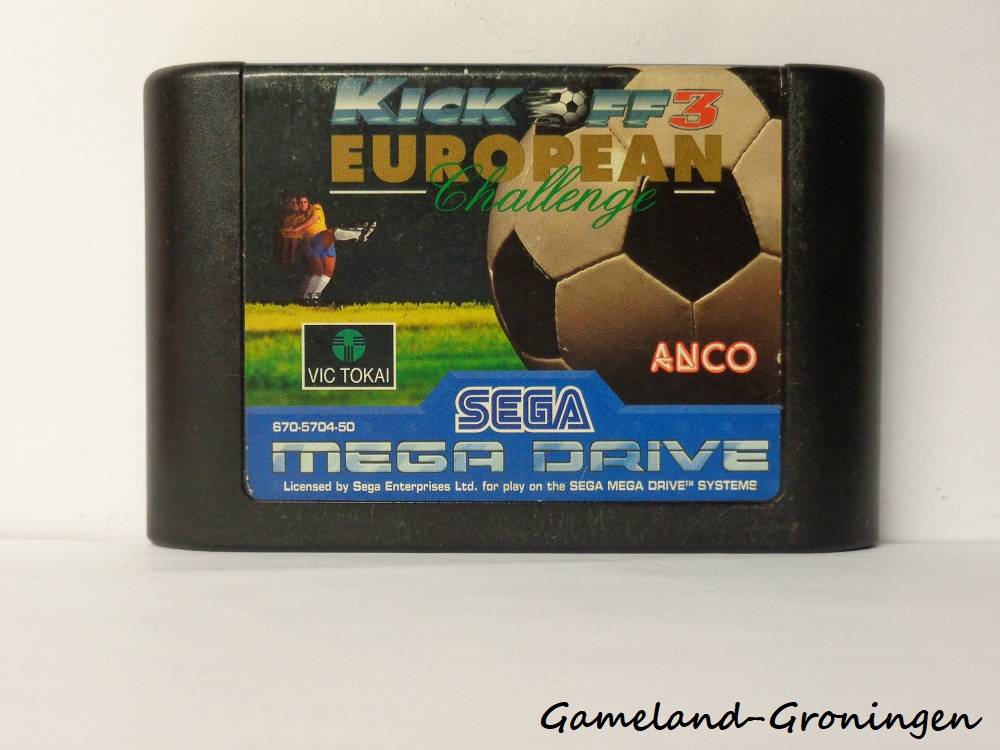 KICK OFF 3
EUROPEAN
Challenge
VIC TOKAI
ANCO
670-5704-50
SEGA
MEGA DRIVE
Licensed by Sega Enterprises Ltd. for play on the SEGA MEGA DRIVE™ SYSTEMS
Gameland-Groningen